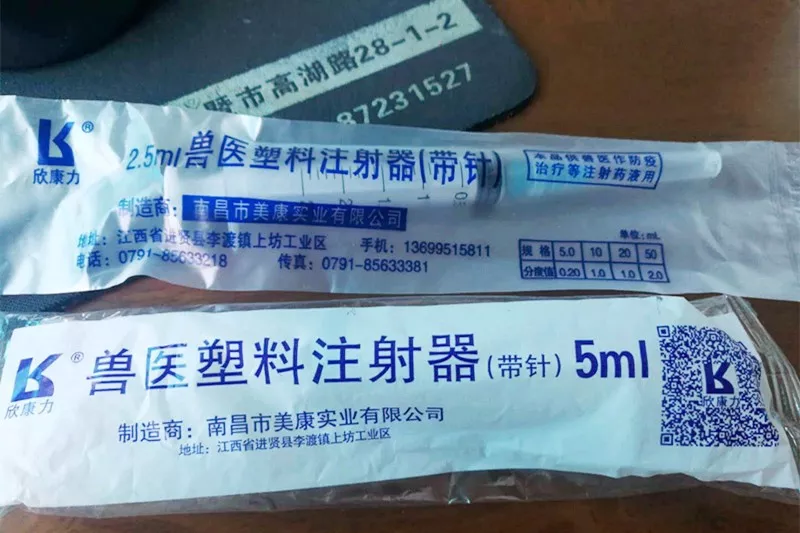 暨市高湖路28-1-2
87231527
欣康力®
2.5ml 兽医塑料注射器(带针)
本品供兽医作防疫
治疗等注射药液用
制造商：南昌市美康实业有限公司
地址：江西省进贤县李渡镇上坊工业区 手机：13699515811
电话：0791-85633218 传真：0791-85633381
单位：mL
规格 5.0 10 20 50
分度值 0.20 1.0 1.0 2.0
欣康力®
兽医塑料注射器(带针) 5ml
制造商：南昌市美康实业有限公司
地址：江西省进贤县李渡镇上坊工业区